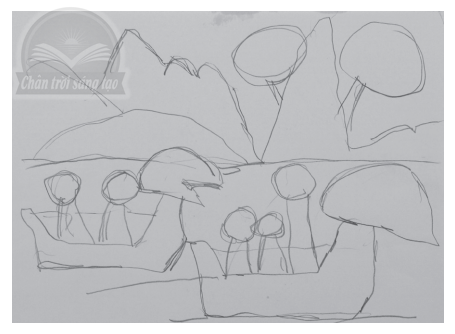 Chân trời sáng tạo